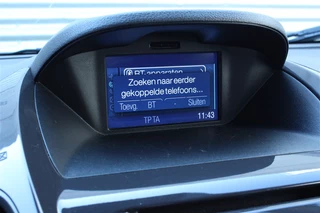 BT apparaten
Zoeken naar eerder
gekoppelde telefoons...
Toevg. BT - Sluiten
TP TA 11:43